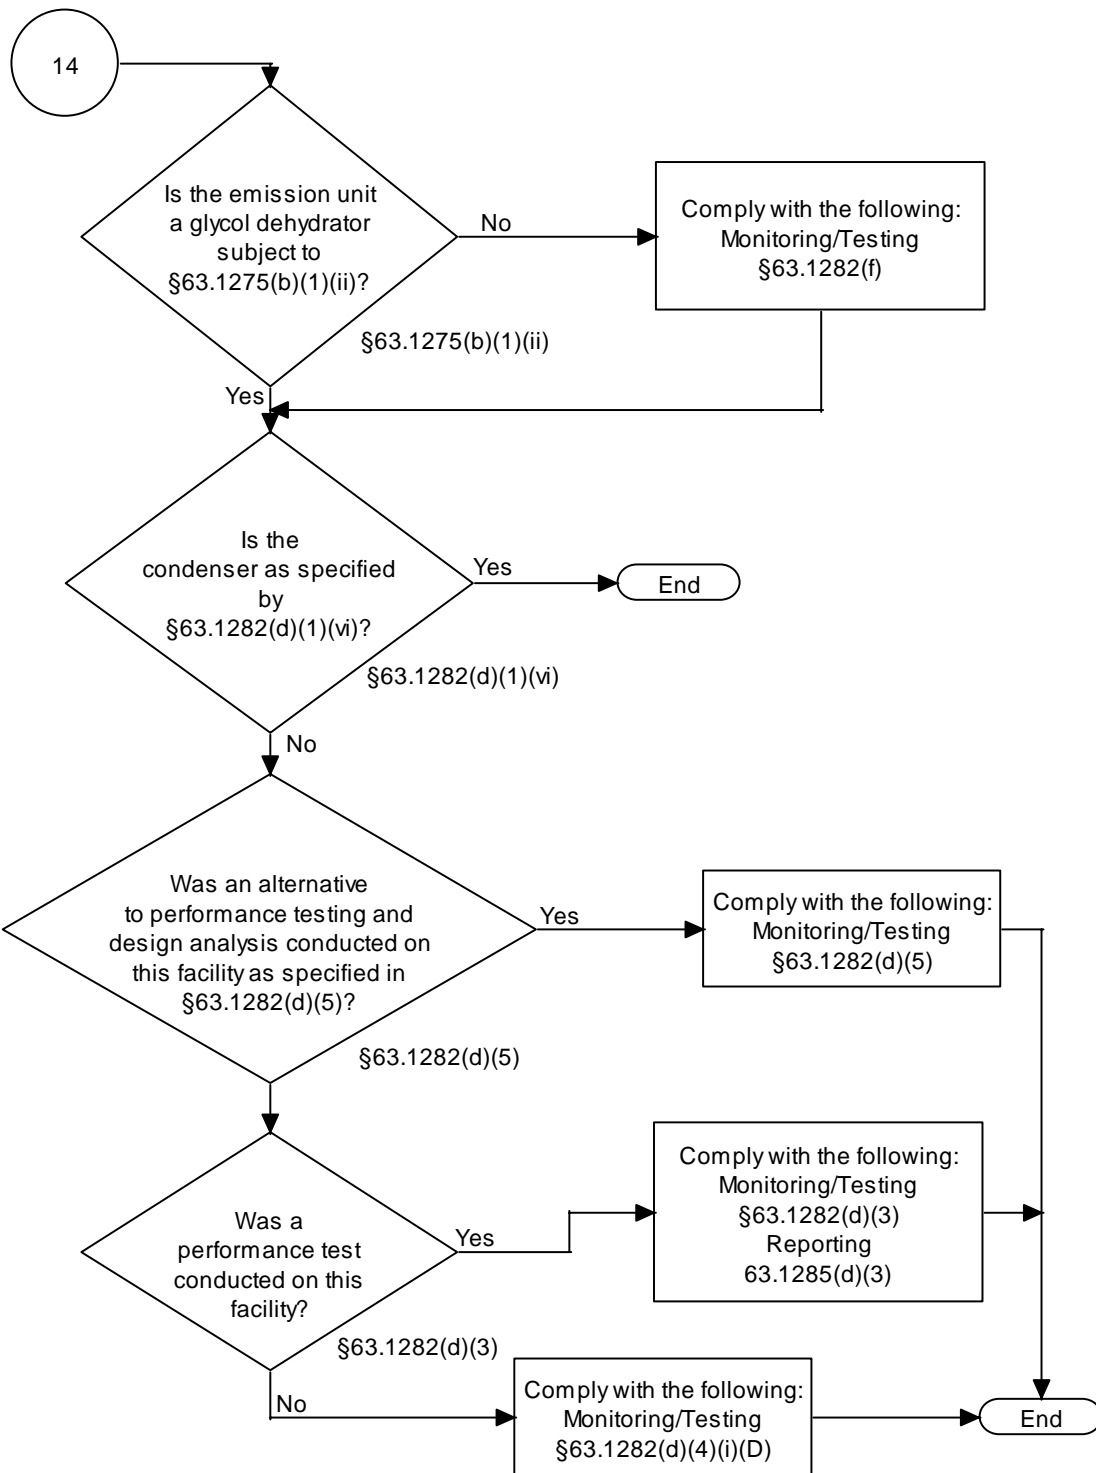 14
Is the emission unit
a glycol dehydrator
subject to
§63.1275(b)(1)(ii)?
No
Comply with the following:
Monitoring/Testing
§63.1282(f)
§63.1275(b)(1)(ii)
Yes
Is the
condenser as specified
by
§63.1282(d)(1)(vi)?
Yes
End
§63.1282(d)(1)(vi)
No
Was an alternative
to performance testing and
design analysis conducted on
this facility as specified in
§63.1282(d)(5)?
Yes
Comply with the following:
Monitoring/Testing
§63.1282(d)(5)
§63.1282(d)(5)
Was a
performance test
conducted on this
facility?
Yes
Comply with the following:
Monitoring/Testing
§63.1282(d)(3)
Reporting
63.1285(d)(3)
§63.1282(d)(3)
No
Comply with the following:
Monitoring/Testing
§63.1282(d)(4)(i)(D)
End